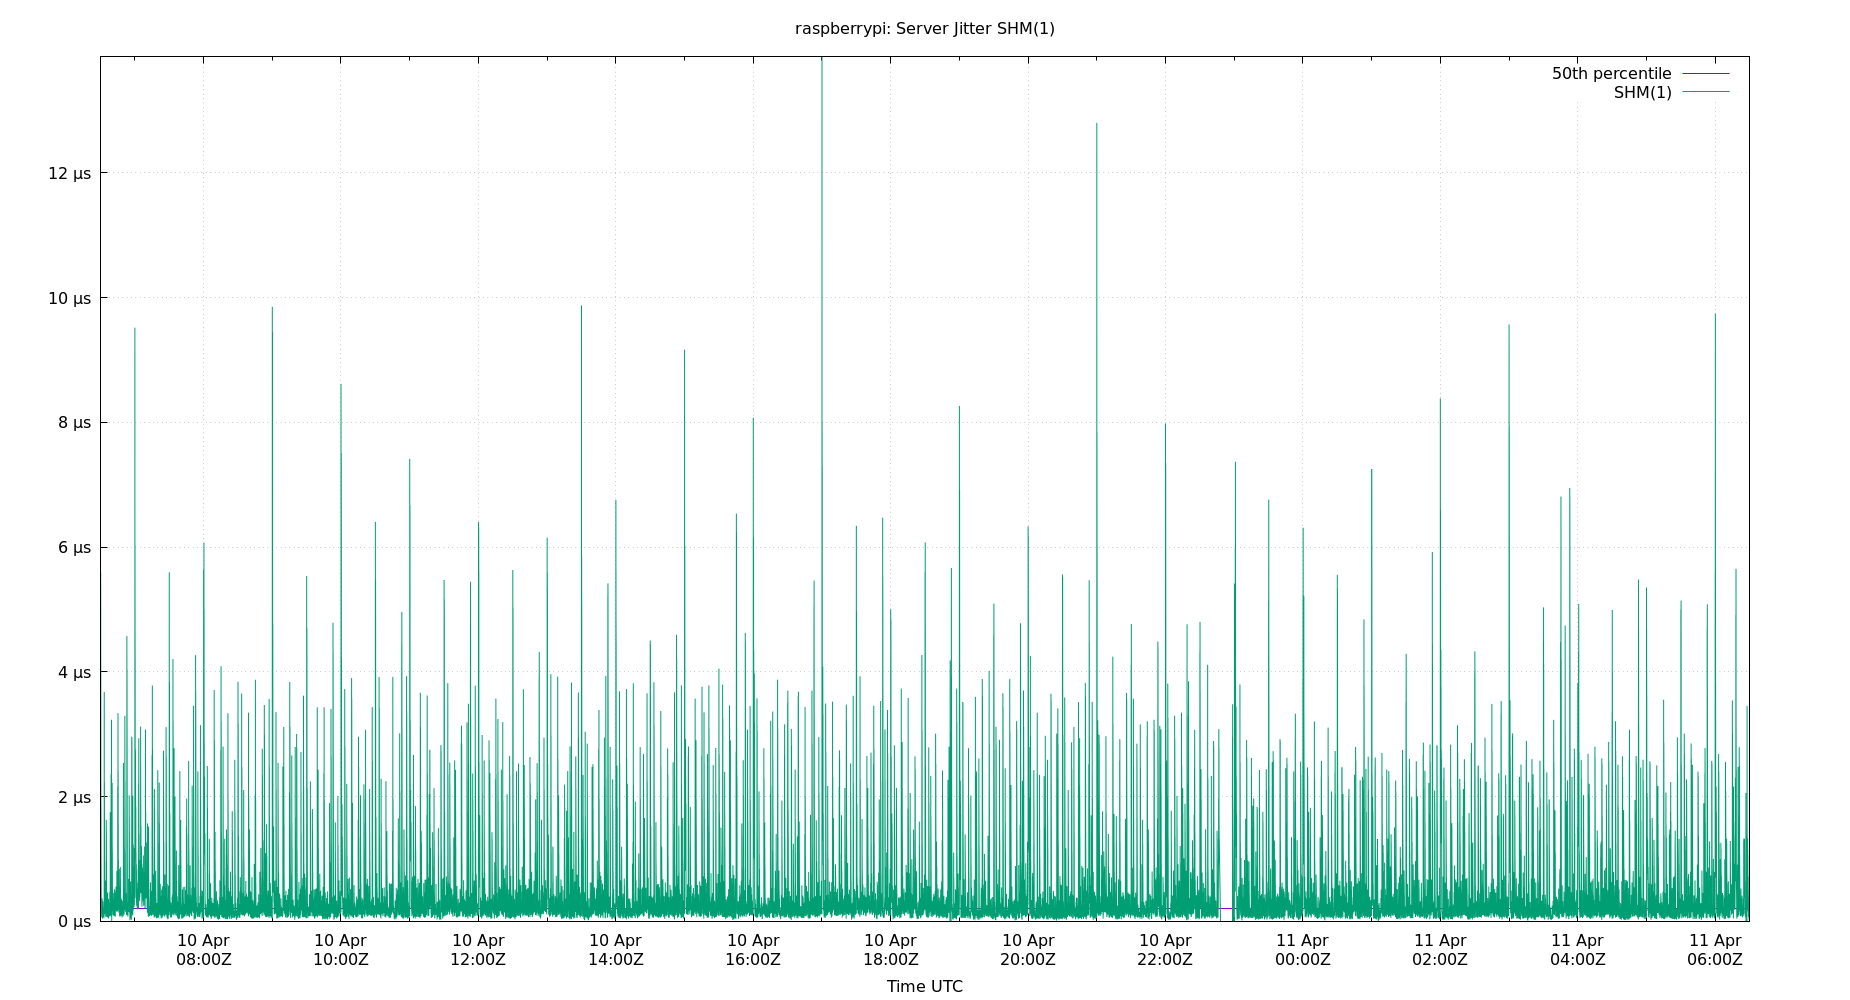 raspberrypi: Server Jitter SHM(1)
50th percentile
SHM(1)
12 µs
10 µs
8 µs
6 µs
4 µs
2 µs
0 µs
10 Apr 10 Apr 10 Apr 10 Apr 10 Apr 10 Apr 10 Apr 10 Apr 11 Apr 11 Apr 11 Apr 11 Apr
08:00Z 10:00Z 12:00Z 14:00Z 16:00Z 18:00Z 20:00Z 22:00Z 00:00Z 02:00Z 04:00Z 06:00Z
Time UTC